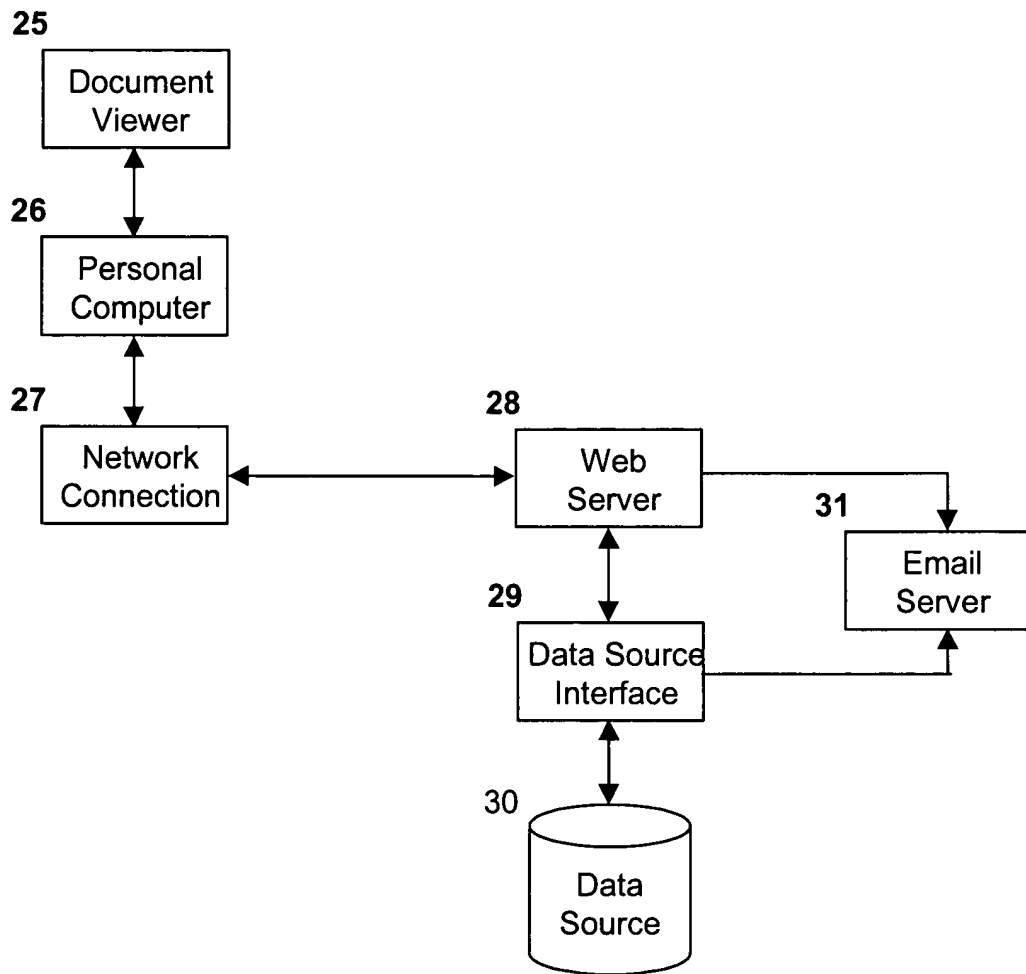 25
Document
Viewer
26
Personal
Computer
27
Network
Connection
28
Web
Server
31
Email
Server
29
Data Source
Interface
30
Data
Source